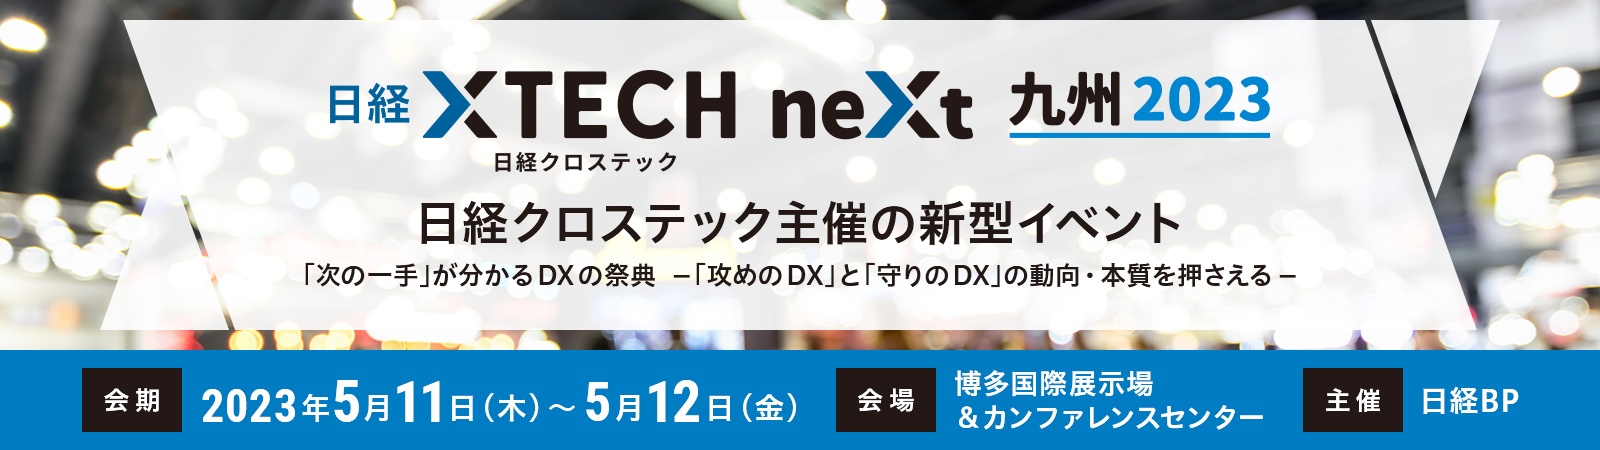 日経 XTECH neXt 九州 2023
日経クロステック
日経クロステック主催の新型イベント
「次の一手」が分かるDXの祭典 －「攻めのDX」と「守りのDX」の動向・本質を押さえる－
会期 2023年5月11日（木）～5月12日（金）
会場 博多国際展示場
＆カンファレンスセンター
主催 日経BP